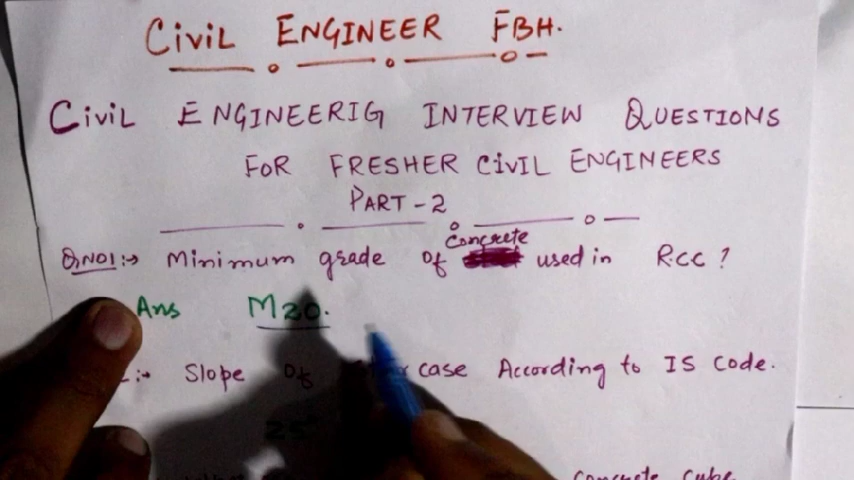 CiviL ENGINEER FBH.
CiviL ENGINEERIG INTERVIEW QUESTIONS
FOR FRESHER CiviL ENGINEERS
PART-2
Q.NO1:→ Minimum grade of Concrete used in R.C.C ?
Ans M20.
Slope of case According to IS Code.
25°
Concrete Cube